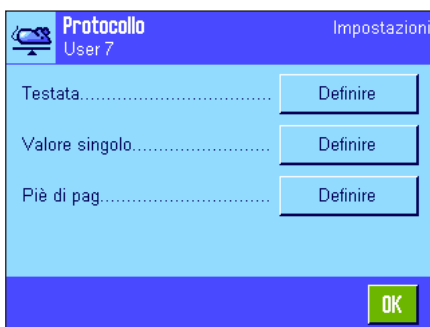 Protocollo Impostazioni
User 7
Testata................................ Definire
Valore singolo....................... Definire
Piè di pag............................. Definire
OK